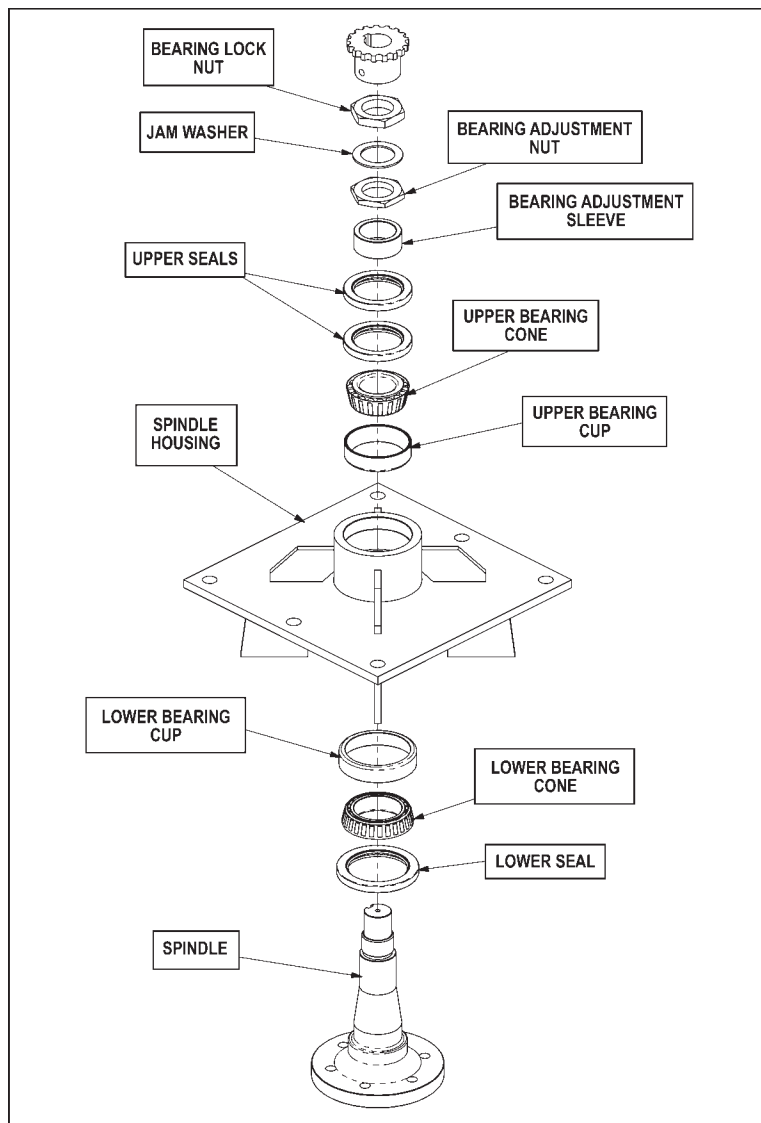 BEARING LOCK
NUT
JAM WASHER
BEARING ADJUSTMENT
NUT
BEARING ADJUSTMENT
SLEEVE
UPPER SEALS
UPPER BEARING
CONE
UPPER BEARING
CUP
SPINDLE
HOUSING
LOWER BEARING
CUP
LOWER BEARING
CONE
LOWER SEAL
SPINDLE